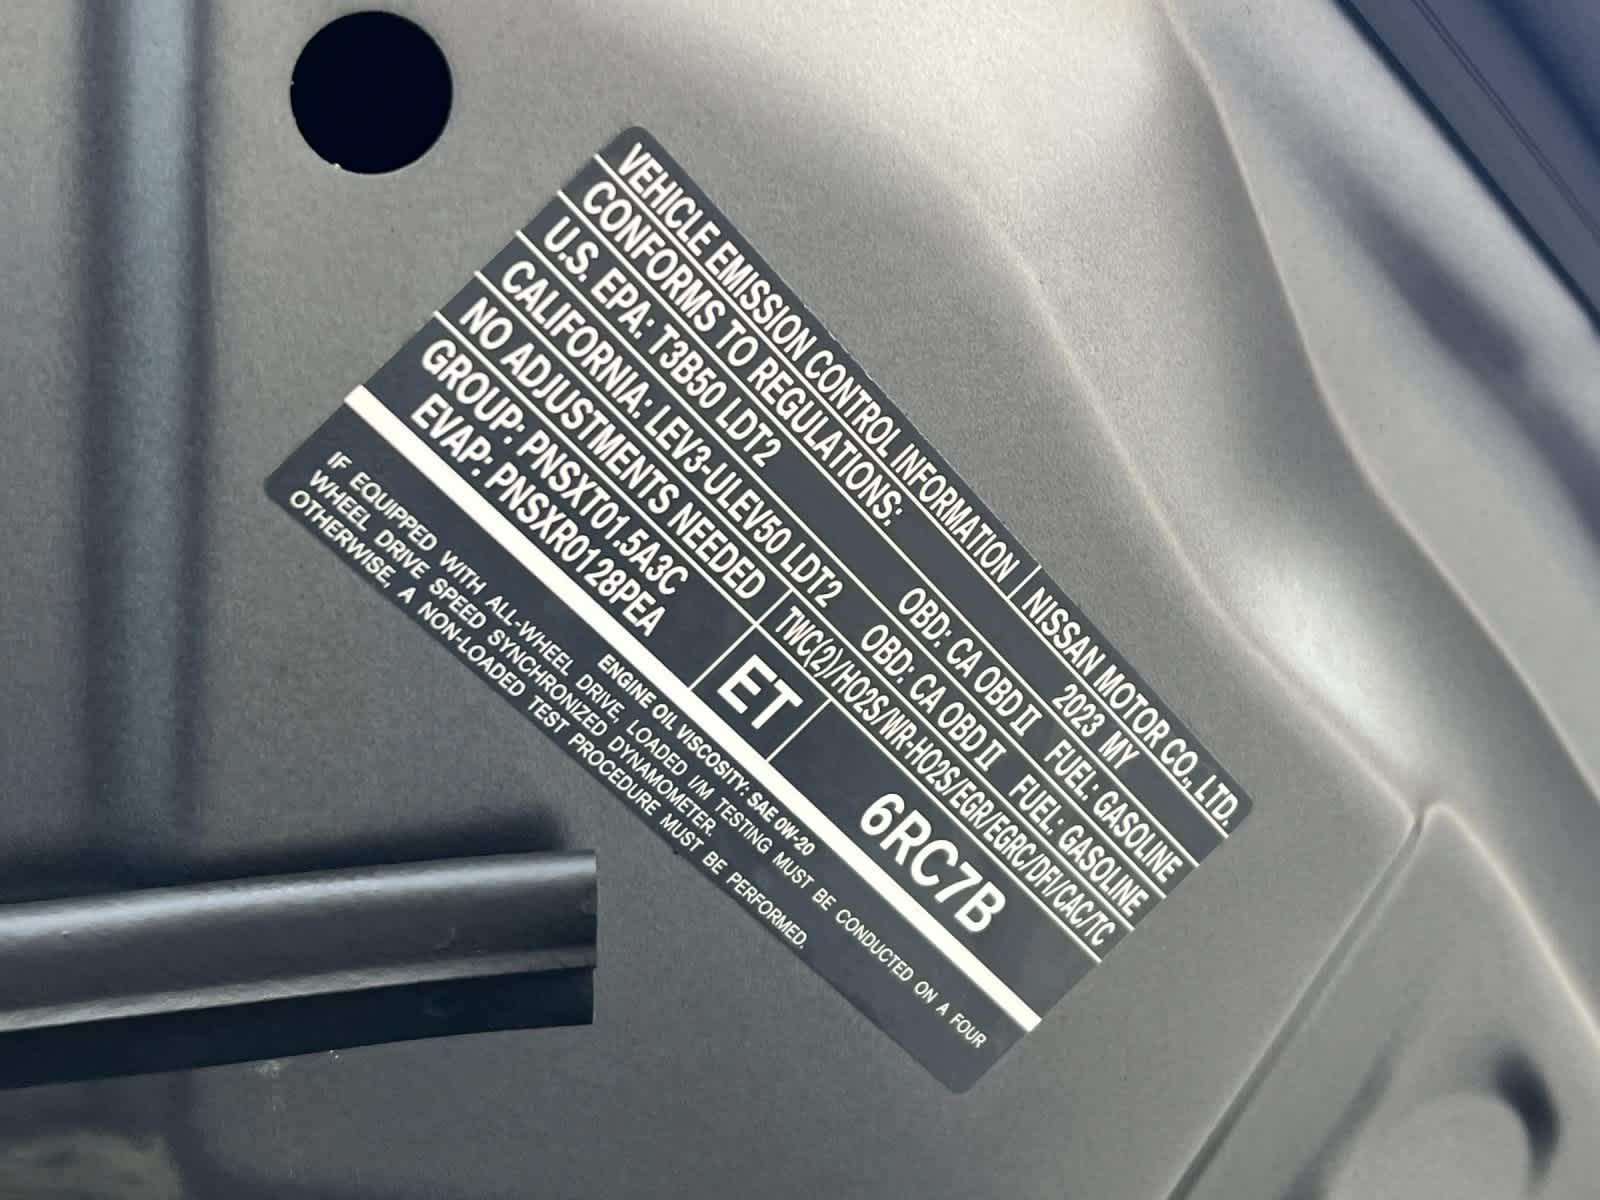 VEHICLE EMISSION CONTROL INFORMATION NISSAN MOTOR CO., LTD.
CONFORMS TO REGULATIONS: 2023 MY
U.S. EPA: T3B50 LDT2 OBD: CA OBD II FUEL: GASOLINE
CALIFORNIA: LEV3-ULEV50 LDT2 OBD: CA OBD II FUEL: GASOLINE
NO ADJUSTMENTS NEEDED TWC(2)/HO2S/WR-HO2S/EGR/EGRC/DFI/CAC/TC
GROUP: PNSXT01.5A3C
EVAP: PNSXR0128PEA
ET 6RC7B
ENGINE OIL VISCOSITY: SAE 0W-20
IF EQUIPPED WITH ALL-WHEEL DRIVE, LOADED I/M TESTING MUST BE CONDUCTED ON A FOUR
WHEEL DRIVE SPEED SYNCHRONIZED DYNAMOMETER.
OTHERWISE, A NON-LOADED TEST PROCEDURE MUST BE PERFORMED.